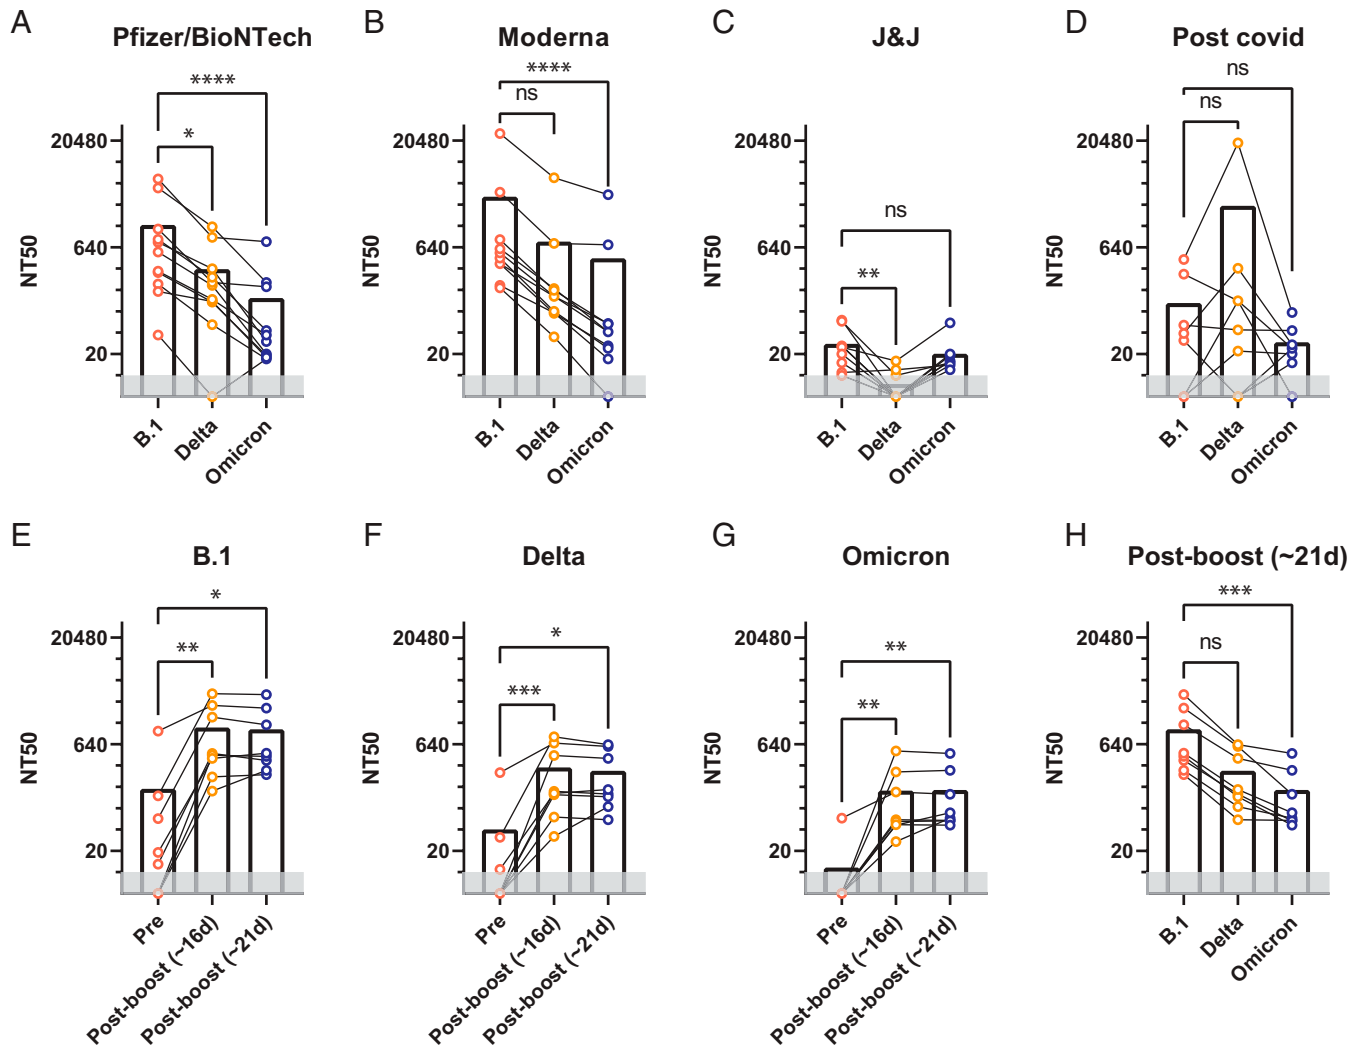 A
Pfizer/BioNTech
****
*
20480
640
20
NT50
B.1
Delta
Omicron
B
Moderna
****
ns
20480
640
20
NT50
B.1
Delta
Omicron
C
J&J
ns
**
20480
640
20
NT50
B.1
Delta
Omicron
D
Post covid
ns
ns
20480
640
20
NT50
B.1
Delta
Omicron
E
B.1
*
**
20480
640
20
NT50
Pre
Post-boost (~16d)
Post-boost (~21d)
F
Delta
*
***
20480
640
20
NT50
Pre
Post-boost (~16d)
Post-boost (~21d)
G
Omicron
**
**
20480
640
20
NT50
Pre
Post-boost (~16d)
Post-boost (~21d)
H
Post-boost (~21d)
***
ns
20480
640
20
NT50
B.1
Delta
Omicron